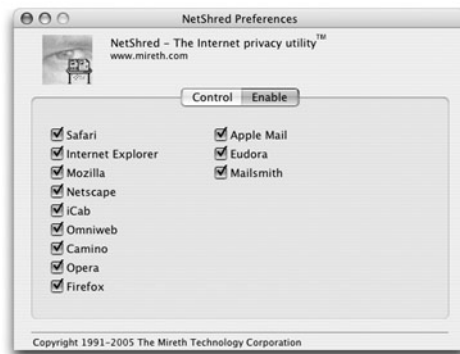 NetShred Preferences
NetShred – The Internet privacy utility™
www.mireth.com
Control Enable
Safari
Internet Explorer
Mozilla
Netscape
iCab
Omniweb
Camino
Opera
Firefox
Apple Mail
Eudora
Mailsmith
Copyright 1991-2005 The Mireth Technology Corporation